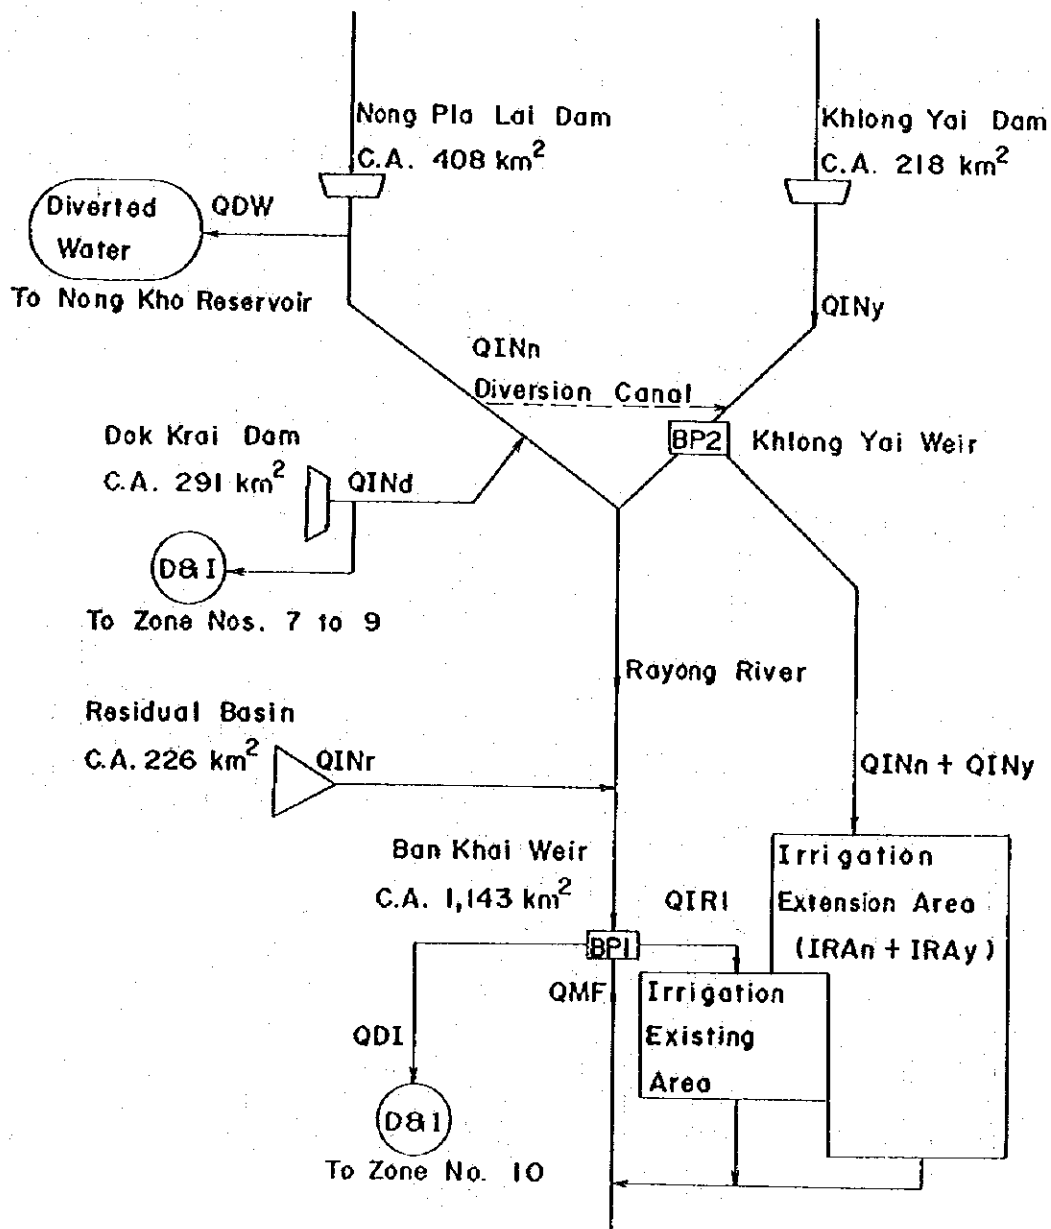 Nong Pla Lai Dam
C.A. 408 km²
Khlong Yai Dam
C.A. 218 km²
Diverted
Water
QDW
To Nong Kho Reservoir
QINy
QINn
Diversion Canal
Dok Krai Dam
C.A. 291 km²
QINd
BP2
Khlong Yai Weir
D&I
To Zone Nos. 7 to 9
Rayong River
Residual Basin
C.A. 226 km²
QINr
QINn + QINy
Ban Khai Weir
C.A. 1,143 km²
QIR1
Irrigation
Extension Area
(IRAn + IRAy)
BP1
QMF
Irrigation
Existing
Area
QDI
D&I
To Zone No. 10